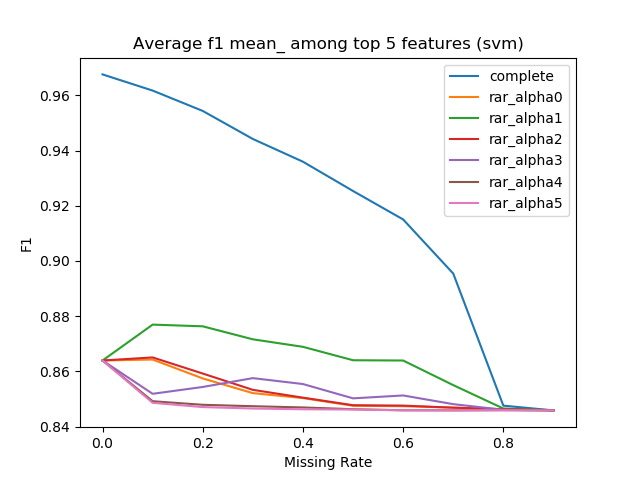 Average f1 mean_ among top 5 features (svm)
complete
rar_alpha0
rar_alpha1
rar_alpha2
rar_alpha3
rar_alpha4
rar_alpha5
F1
0.96
0.94
0.92
0.90
0.88
0.86
0.84
0.0 0.2 0.4 0.6 0.8
Missing Rate